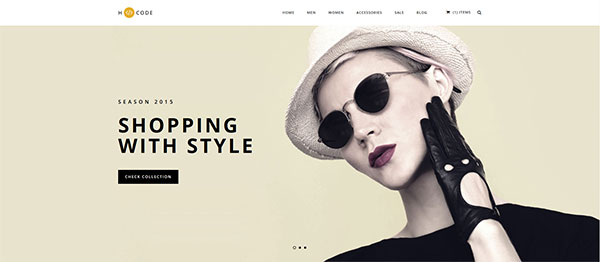 H </> CODE
HOME MEN WOMEN ACCESSORIES SALE BLOG (1) ITEMS
SEASON 2015
SHOPPING
WITH STYLE
CHECK COLLECTION